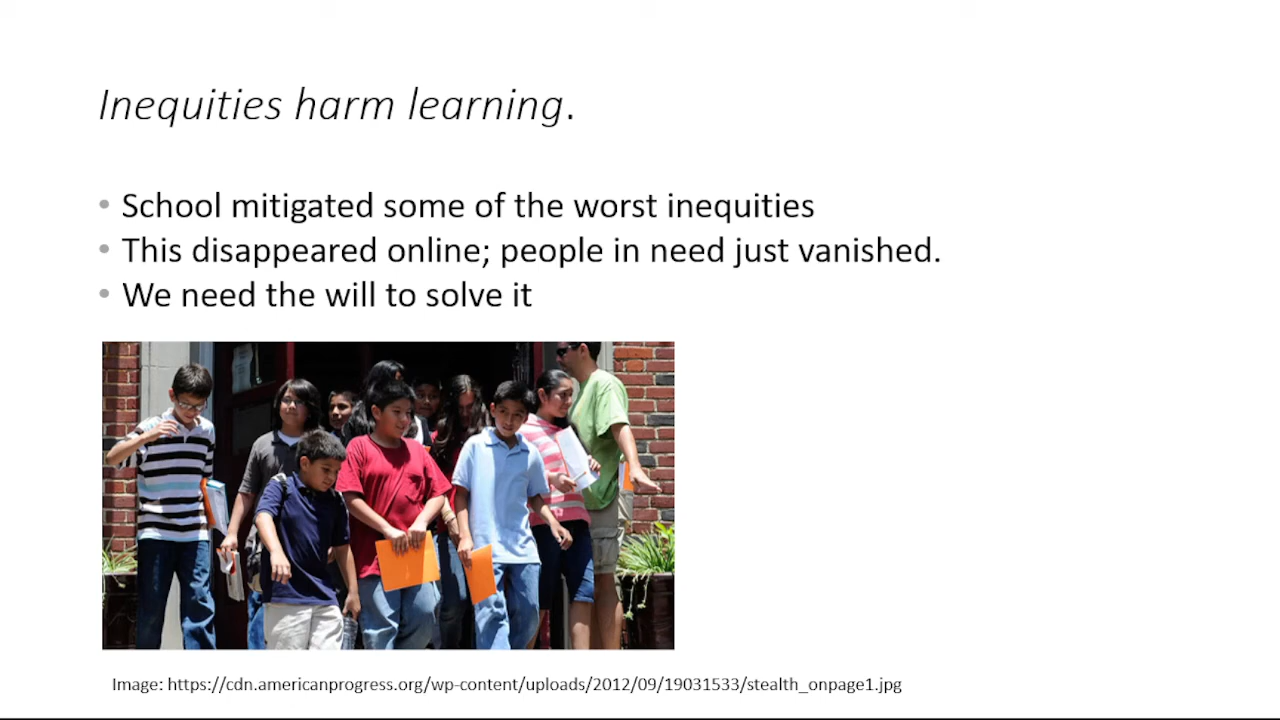 Inequities harm learning.
• School mitigated some of the worst inequities
• This disappeared online; people in need just vanished.
• We need the will to solve it
Image: https://cdn.americanprogress.org/wp-content/uploads/2012/09/19031533/stealth_onpage1.jpg